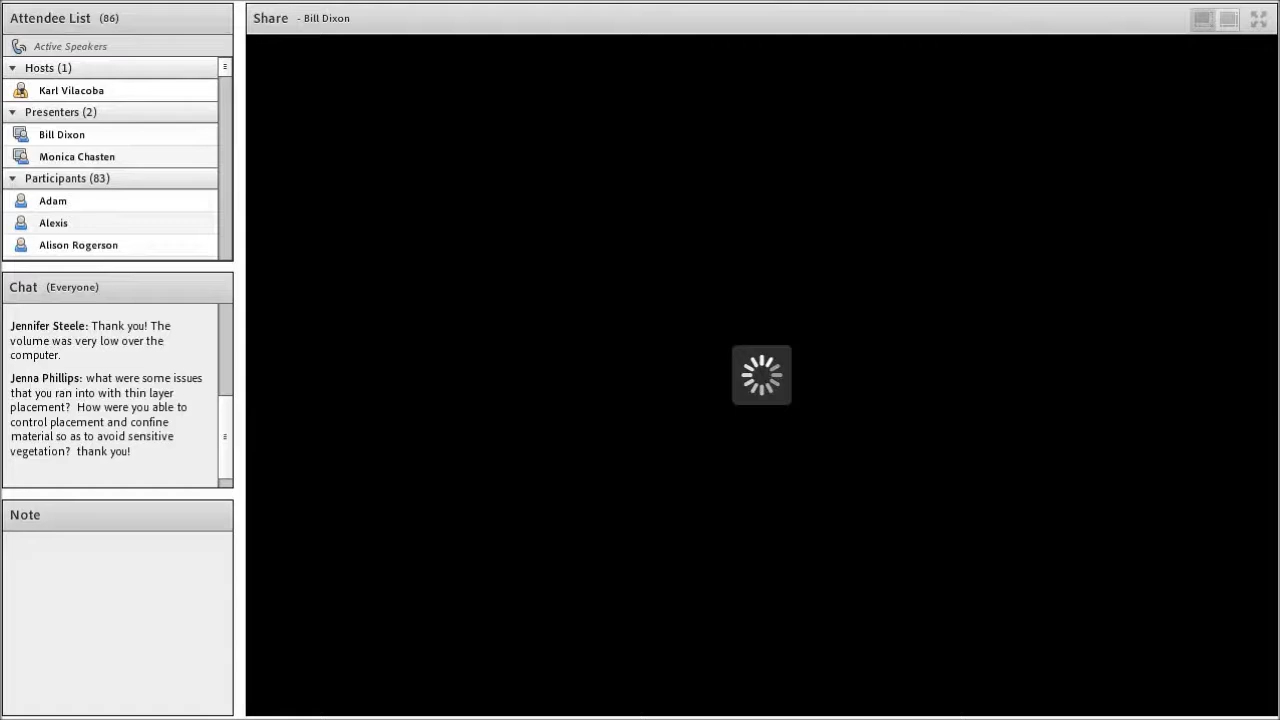 Attendee List (86)
Active Speakers
Hosts (1)
Karl Vilacoba
Presenters (2)
Bill Dixon
Monica Chasten
Participants (83)
Adam
Alexis
Alison Rogerson
Chat (Everyone)
Jennifer Steele: Thank you! The
volume was very low over the
computer.
Jenna Phillips: what were some issues
that you ran into with thin layer
placement? How were you able to
control placement and confine
material so as to avoid sensitive
vegetation? thank you!
Note
Share - Bill Dixon